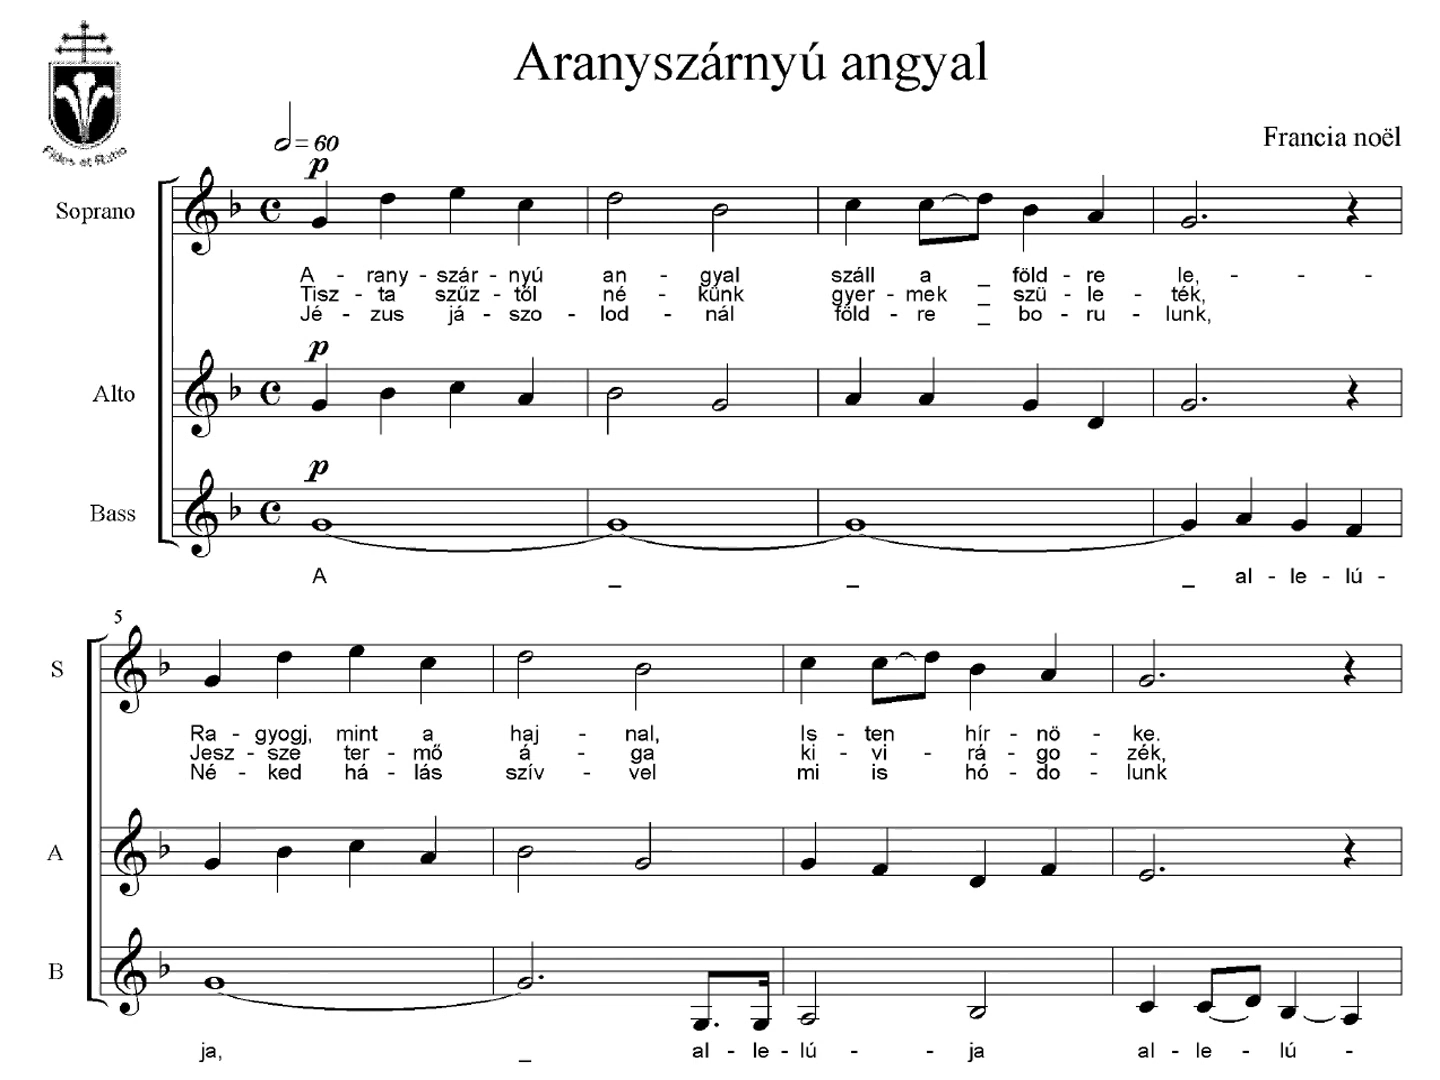 Aranyszárnyú angyal
Fides et Ratio
= 60
Francia noël
p
Soprano
A - rany - szár - nyú an - gyal száll a _ föld - re le, - - -
Tisz - ta szűz - től né - künk gyer - mek _ szü - le - ték,
Jé - zus já - szo - lod - nál föld - re _ bo - ru - lunk,
p
Alto
p
Bass
A _ _ _ al - le - lú -
5
S
Ra - gyogj, mint a haj - nal, Is - ten hír - nö - ke.
Jesz - sze ter - mő á - ga ki - vi - rá - go - zék,
Né - ked há - lás szív - vel mi is hó - do - lunk
A
B
ja, _ al - le - lú - - ja al - le - lú -